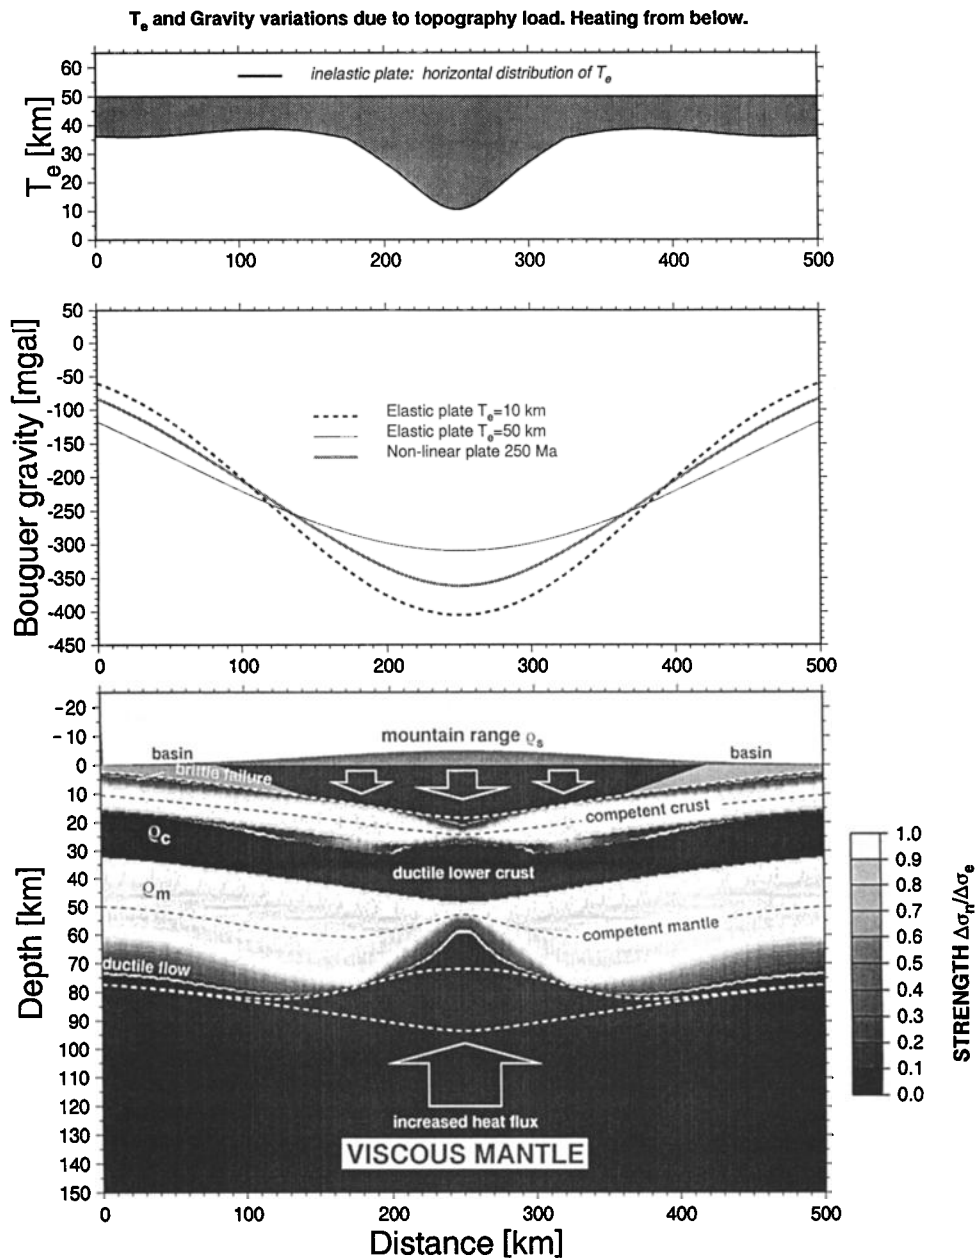 Te and Gravity variations due to topography load. Heating from below.
60
50
40
30
20
10
0
Te [km]
inelastic plate: horizontal distribution of Te
0 100 200 300 400 500
50
0
-50
-100
-150
-200
-250
-300
-350
-400
-450
Bouguer gravity [mgal]
Elastic plate Te=10 km
Elastic plate Te=50 km
Non-linear plate 250 Ma
0 100 200 300 400 500
-20
-10
0
10
20
30
40
50
60
70
80
90
100
110
120
130
140
150
Depth [km]
mountain range ϱs
basin
basin
brittle failure
competent crust
ϱc
ductile lower crust
ϱm
competent mantle
ductile flow
increased heat flux
VISCOUS MANTLE
0 100 200 300 400 500
Distance [km]
1.0
0.9
0.8
0.7
0.6
0.5
0.4
0.3
0.2
0.1
0.0
STRENGTH Δσn/Δσe